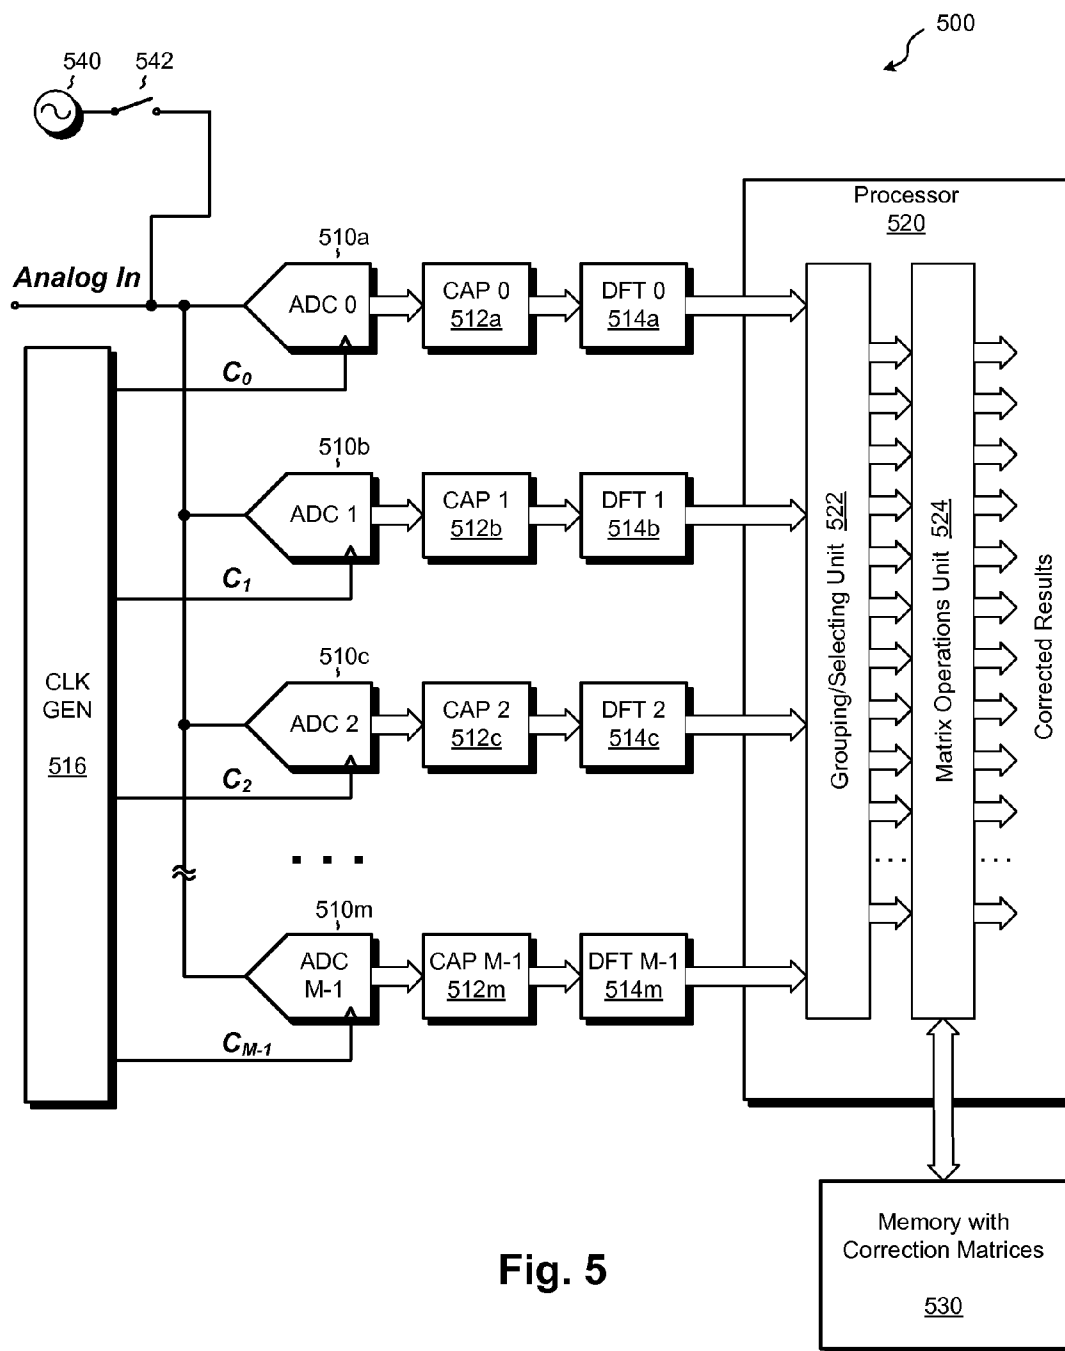 500
540
542
Processor
520
510a
Analog In
ADC 0
CAP 0
512a
DFT 0
514a
C0
510b
ADC 1
CAP 1
512b
DFT 1
514b
C1
Grouping/Selecting Unit 522
Matrix Operations Unit 524
Corrected Results
510c
CLK
GEN
516
ADC 2
CAP 2
512c
DFT 2
514c
C2
. . .
510m
ADC
M-1
CAP M-1
512m
DFT M-1
514m
CM-1
Memory with
Correction Matrices
530
Fig. 5